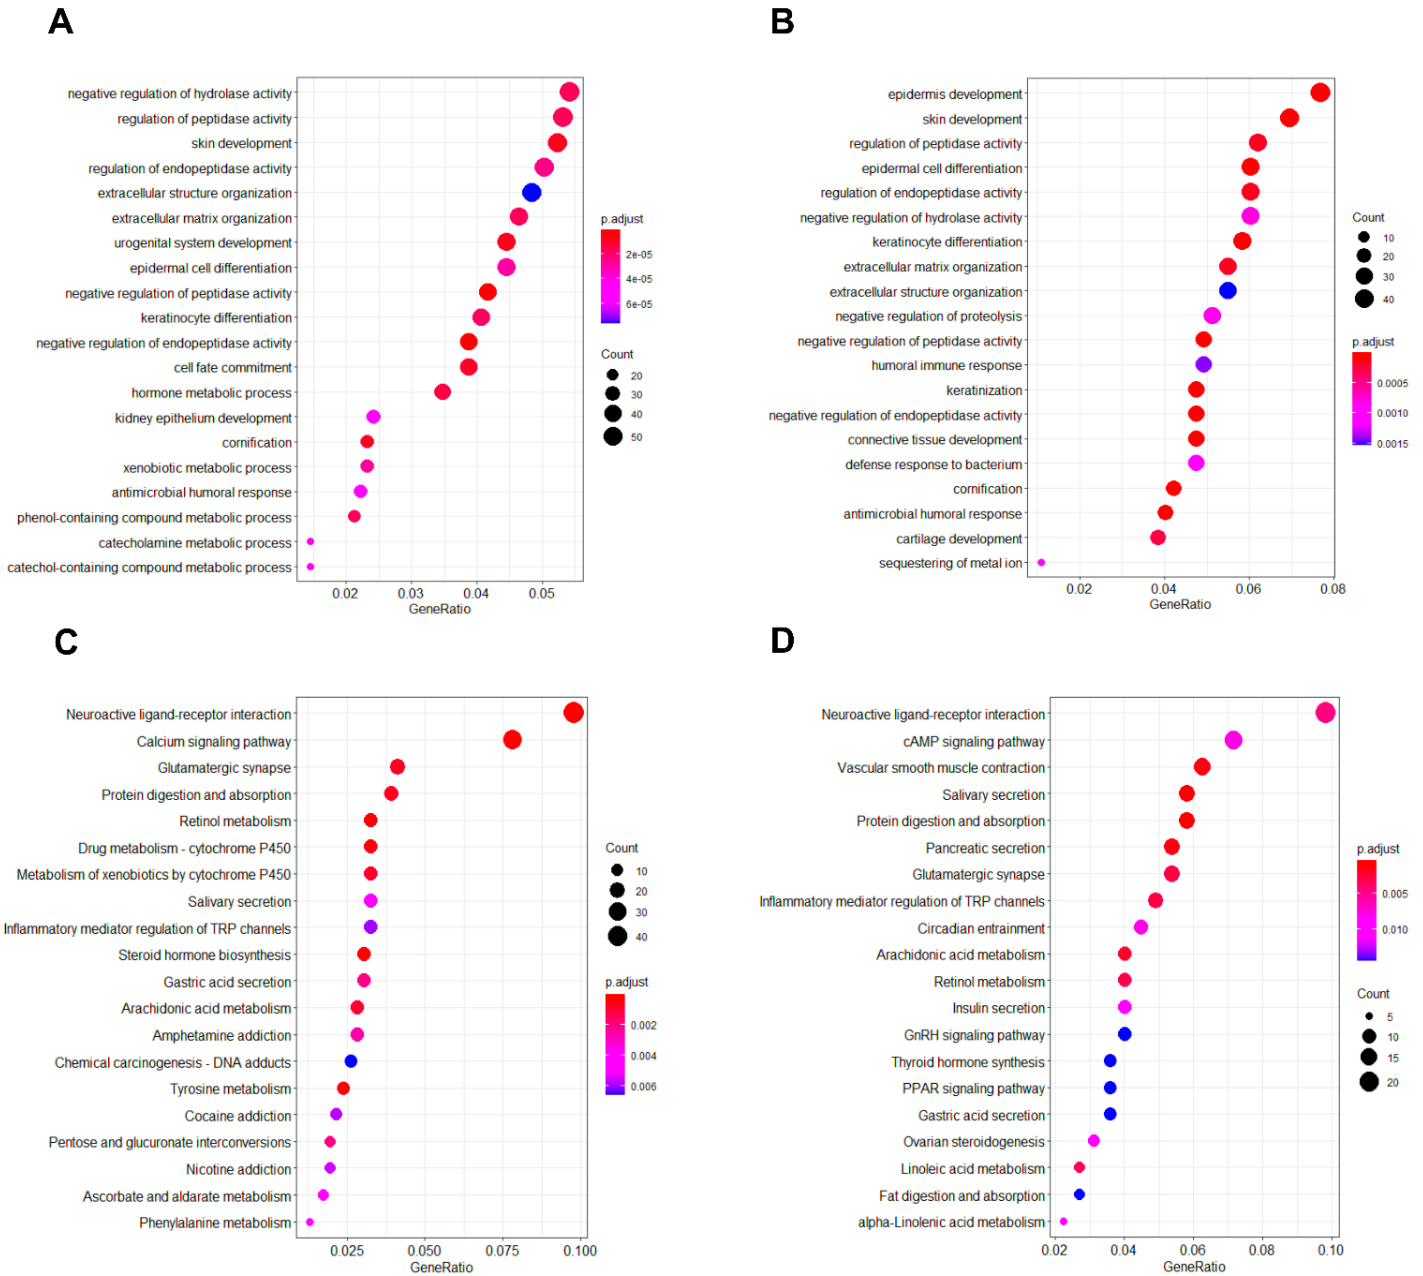 A
negative regulation of hydrolase activity
regulation of peptidase activity
skin development
regulation of endopeptidase activity
extracellular structure organization
extracellular matrix organization
urogenital system development
epidermal cell differentiation
negative regulation of peptidase activity
keratinocyte differentiation
negative regulation of endopeptidase activity
cell fate commitment
hormone metabolic process
kidney epithelium development
cornification
xenobiotic metabolic process
antimicrobial humoral response
phenol-containing compound metabolic process
catecholamine metabolic process
catechol-containing compound metabolic process
0.02 0.03 0.04 0.05
GeneRatio
p.adjust
2e-05
4e-05
6e-05
Count
20
30
40
50
B
epidermis development
skin development
regulation of peptidase activity
epidermal cell differentiation
regulation of endopeptidase activity
negative regulation of hydrolase activity
keratinocyte differentiation
extracellular matrix organization
extracellular structure organization
negative regulation of proteolysis
negative regulation of peptidase activity
humoral immune response
keratinization
negative regulation of endopeptidase activity
connective tissue development
defense response to bacterium
cornification
antimicrobial humoral response
cartilage development
sequestering of metal ion
0.02 0.04 0.06 0.08
GeneRatio
Count
10
20
30
40
p.adjust
0.0005
0.0010
0.0015
C
Neuroactive ligand-receptor interaction
Calcium signaling pathway
Glutamatergic synapse
Protein digestion and absorption
Retinol metabolism
Drug metabolism - cytochrome P450
Metabolism of xenobiotics by cytochrome P450
Salivary secretion
Inflammatory mediator regulation of TRP channels
Steroid hormone biosynthesis
Gastric acid secretion
Arachidonic acid metabolism
Amphetamine addiction
Chemical carcinogenesis - DNA adducts
Tyrosine metabolism
Cocaine addiction
Pentose and glucuronate interconversions
Nicotine addiction
Ascorbate and aldarate metabolism
Phenylalanine metabolism
0.025 0.050 0.075 0.100
GeneRatio
Count
10
20
30
40
p.adjust
0.002
0.004
0.006
D
Neuroactive ligand-receptor interaction
cAMP signaling pathway
Vascular smooth muscle contraction
Salivary secretion
Protein digestion and absorption
Pancreatic secretion
Glutamatergic synapse
Inflammatory mediator regulation of TRP channels
Circadian entrainment
Arachidonic acid metabolism
Retinol metabolism
Insulin secretion
GnRH signaling pathway
Thyroid hormone synthesis
PPAR signaling pathway
Gastric acid secretion
Ovarian steroidogenesis
Linoleic acid metabolism
Fat digestion and absorption
alpha-Linolenic acid metabolism
0.02 0.04 0.06 0.08 0.10
GeneRatio
p.adjust
0.005
0.010
Count
5
10
15
20